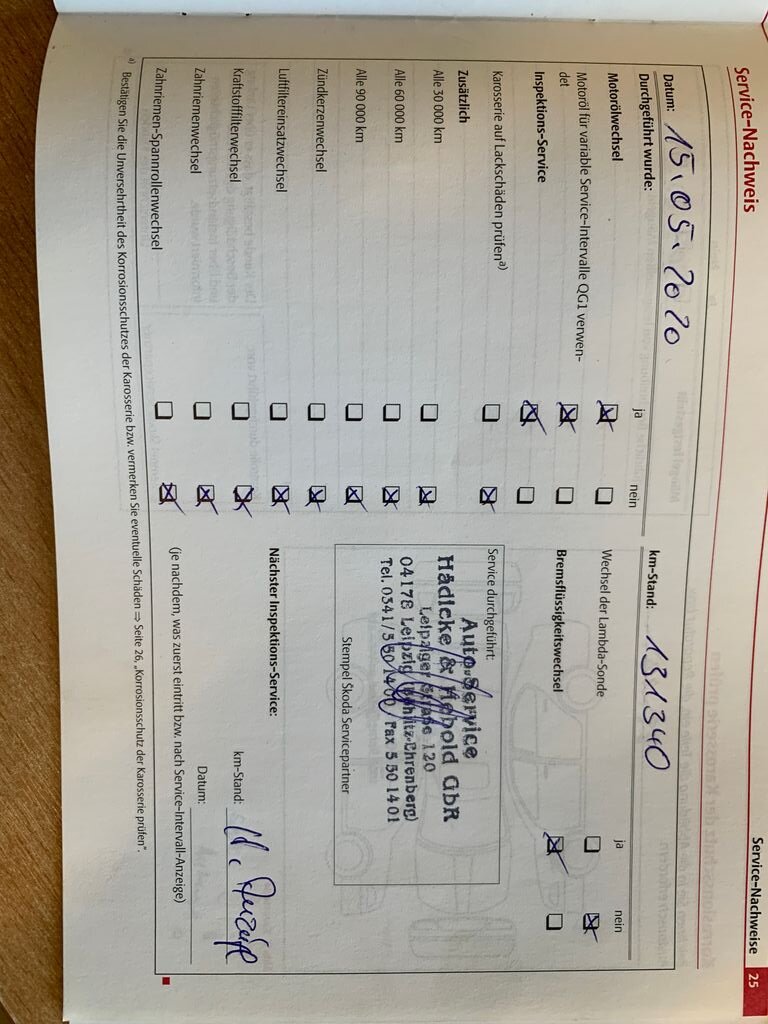 Service-Nachweise 25
Service-Nachweis
Datum: 15.05.2020
km-Stand: 131340
Durchgeführt wurde:
ja nein
ja nein
Motorölwechsel
Wechsel der Lambda-Sonde
Motoröl für variable Service-Intervalle QG1 verwen-
det
Bremsflüssigkeitswechsel
Inspektions-Service
Karosserie auf Lackschäden prüfen a)
Zusätzlich
Alle 30 000 km
Alle 60 000 km
Alle 90 000 km
Zündkerzenwechsel
Luftfiltereinsatzwechsel
Kraftstofffilterwechsel
Zahnriemenwechsel
Zahnriemen-Spannrollenwechsel
Service durchgeführt:
Auto-Service
Hädicke & Hebold GbR
Leipziger Straße 120
04178 Leipzig (Böhlitz-Ehrenberg)
Tel. 0341/5 50 14 00 Fax 5 50 14 01
Stempel Skoda Servicepartner
Nächster Inspektions-Service:
km-Stand: N. Anzeige
Datum:
(je nachdem, was zuerst eintritt bzw. nach Service-Intervall-Anzeige)
a) Bestätigen Sie die Unversehrtheit des Korrosionsschutzes der Karosserie bzw. vermerken Sie eventuelle Schäden ⇒ Seite 26, „Korrosionsschutz der Karosserie prüfen".